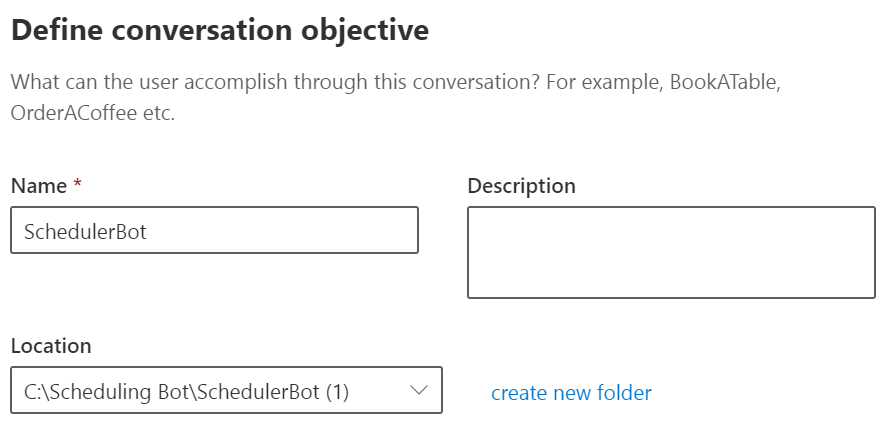 Define conversation objective
What can the user accomplish through this conversation? For example, BookATable,
OrderACoffee etc.
Name *
Description
SchedulerBot
Location
C:\Scheduling Bot\SchedulerBot (1)
create new folder